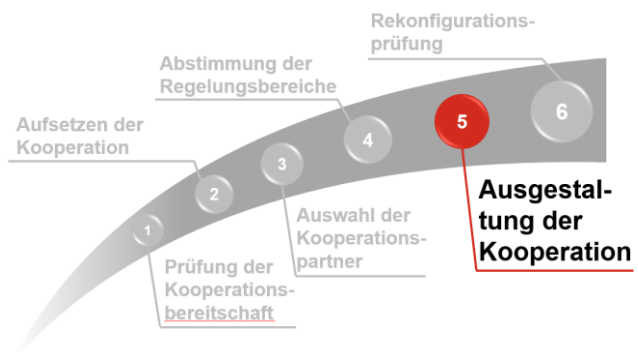 Rekonfigurations-
prüfung
Abstimmung der
Regelungsbereiche
6
5
Aufsetzen der
Kooperation
4
3
2
Ausgestal-
tung der
Kooperation
Auswahl der
Kooperations-
partner
1
Prüfung der
Kooperations-
bereitschaft